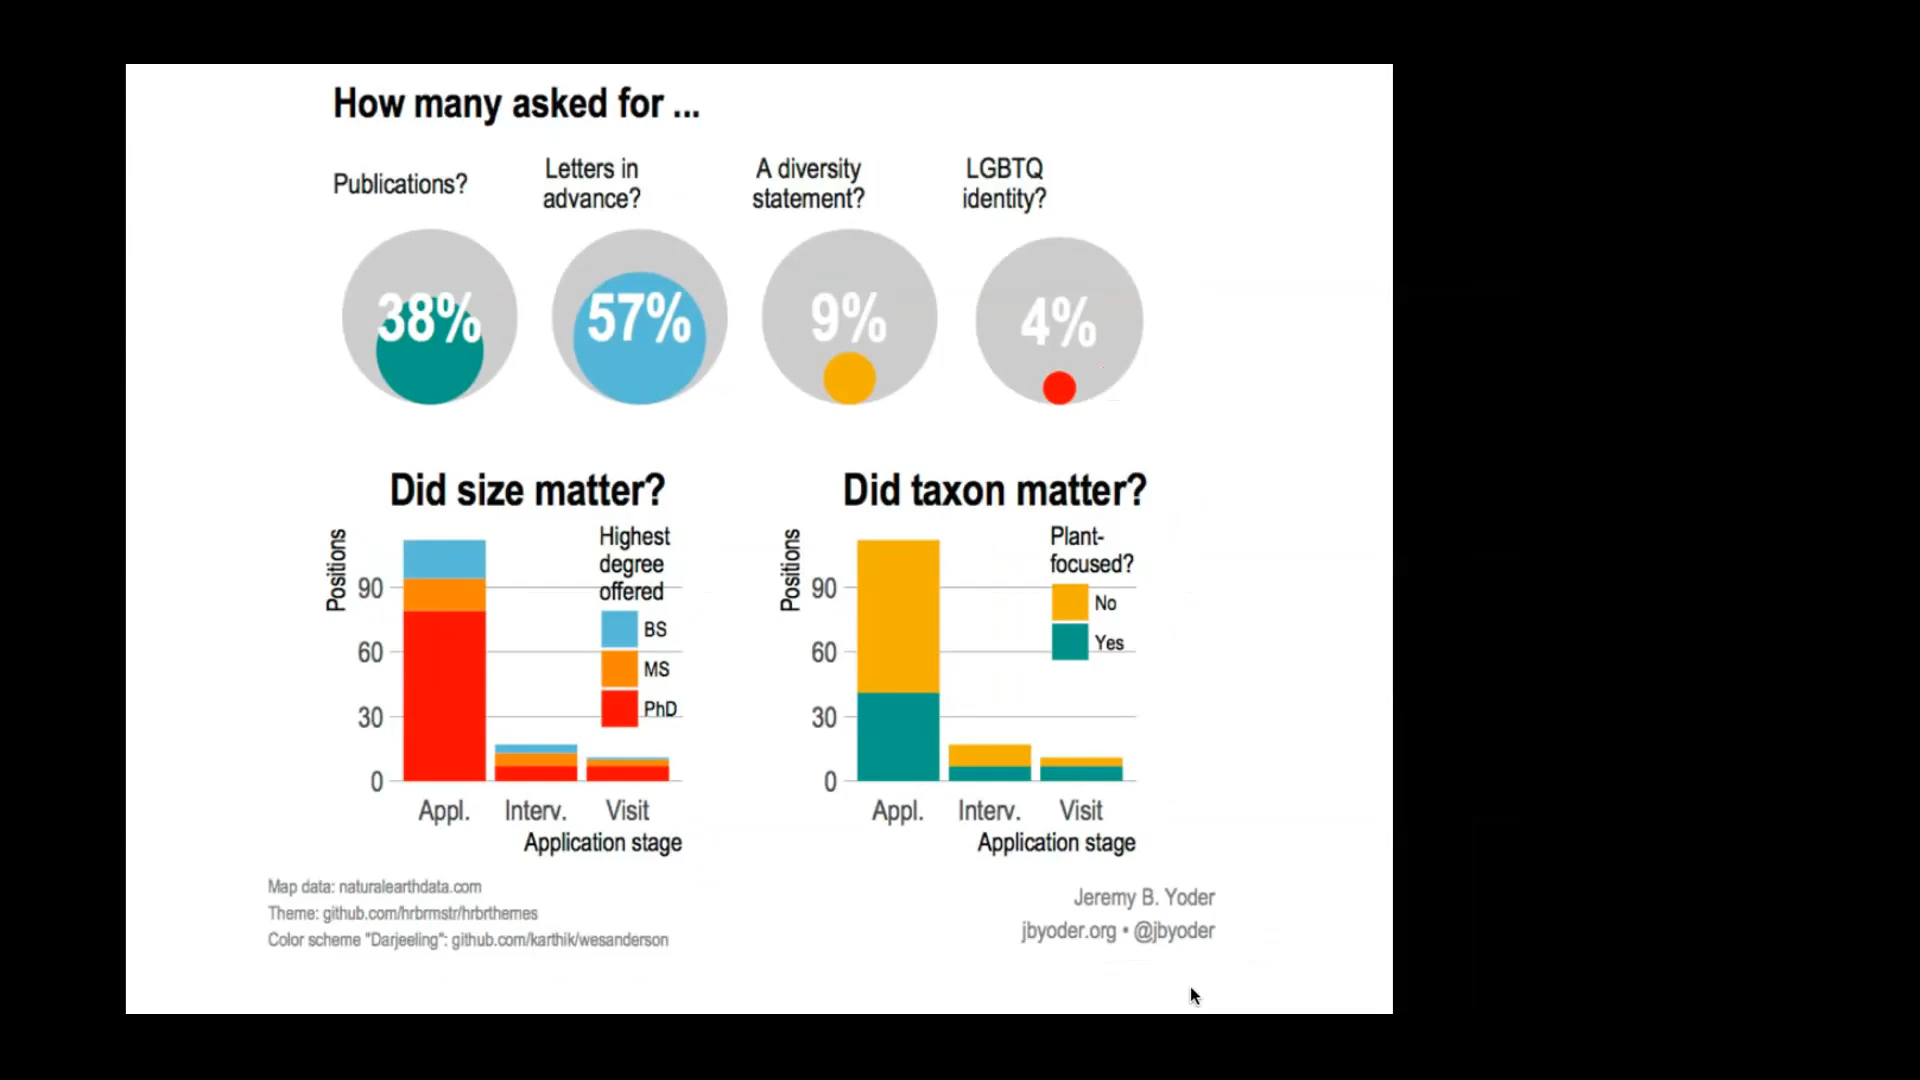 How many asked for ...
Publications?
Letters in
advance?
A diversity
statement?
LGBTQ
identity?
38%
57%
9%
4%
Did size matter?
Positions
90
60
30
0
Highest
degree
offered
BS
MS
PhD
Appl.
Interv.
Visit
Application stage
Did taxon matter?
Positions
90
60
30
0
Plant-
focused?
No
Yes
Appl.
Interv.
Visit
Application stage
Map data: naturalearthdata.com
Theme: github.com/hrbrmstr/hrbrthemes
Color scheme "Darjeeling": github.com/karthik/wesanderson
Jeremy B. Yoder
jbyoder.org • @jbyoder